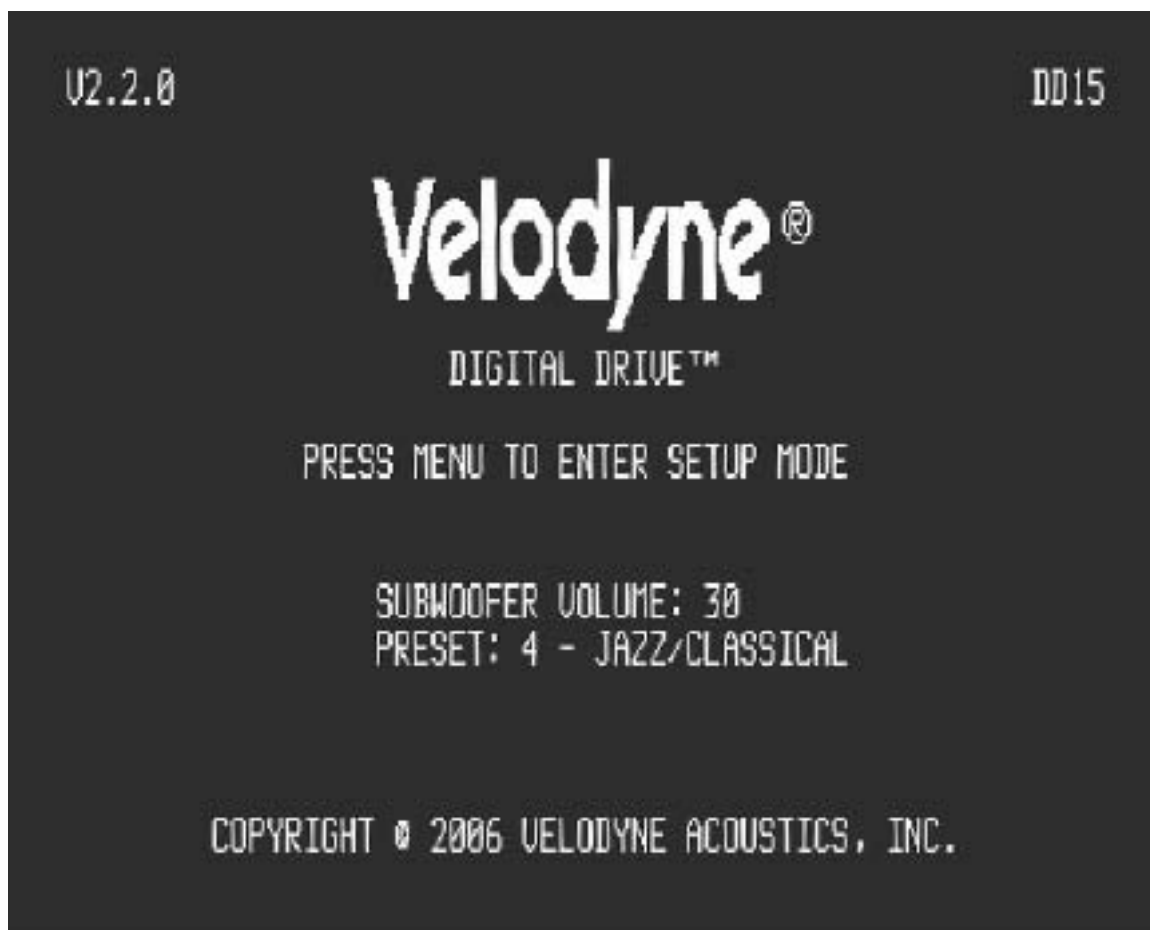 V2.2.0 DD15
Velodyne®
DIGITAL DRIVE™
PRESS MENU TO ENTER SETUP MODE
SUBWOOFER VOLUME: 30
PRESET: 4 - JAZZ/CLASSICAL
COPYRIGHT © 2006 VELODYNE ACOUSTICS, INC.